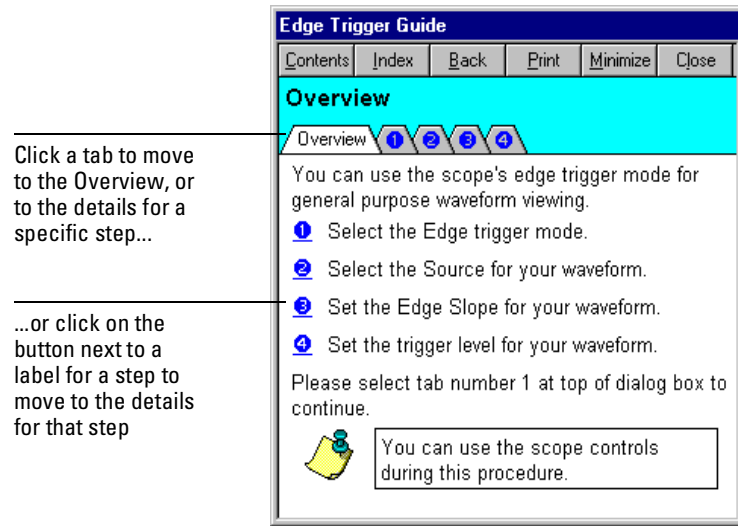 Edge Trigger Guide
Contents Index Back Print Minimize Close
Overview
Overview 1 2 3 4
Click a tab to move
to the Overview, or
to the details for a
specific step...
You can use the scope's edge trigger mode for
general purpose waveform viewing.
1 Select the Edge trigger mode.
2 Select the Source for your waveform.
3 Set the Edge Slope for your waveform.
4 Set the trigger level for your waveform.
...or click on the
button next to a
label for a step to
move to the details
for that step
Please select tab number 1 at top of dialog box to
continue.
You can use the scope controls
during this procedure.